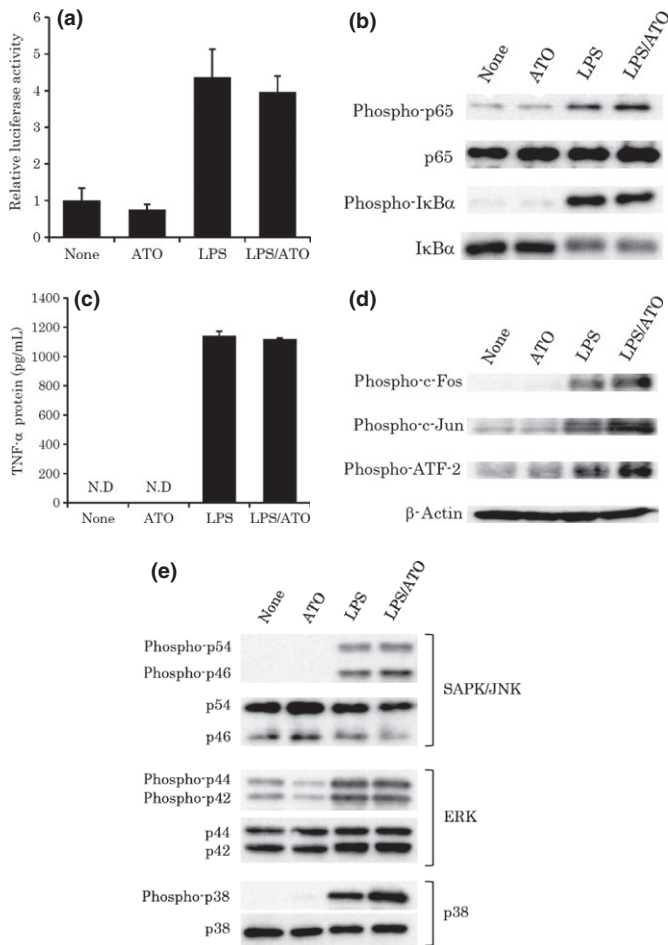 (a)
Relative luciferase activity
6
5
4
3
2
1
0
None ATO LPS LPS/ATO
(b)
None ATO LPS LPS/ATO
Phospho-p65
p65
Phospho-IκBα
IκBα
(c)
TNF-α protein (pg/mL)
1400
1200
1000
800
600
400
200
0
N.D N.D
None ATO LPS LPS/ATO
(d)
None ATO LPS LPS/ATO
Phospho-c-Fos
Phospho-c-Jun
Phospho-ATF-2
β-Actin
(e)
None ATO LPS LPS/ATO
Phospho-p54
Phospho-p46
p54
p46
SAPK/JNK
Phospho-p44
Phospho-p42
p44
p42
ERK
Phospho-p38
p38
p38